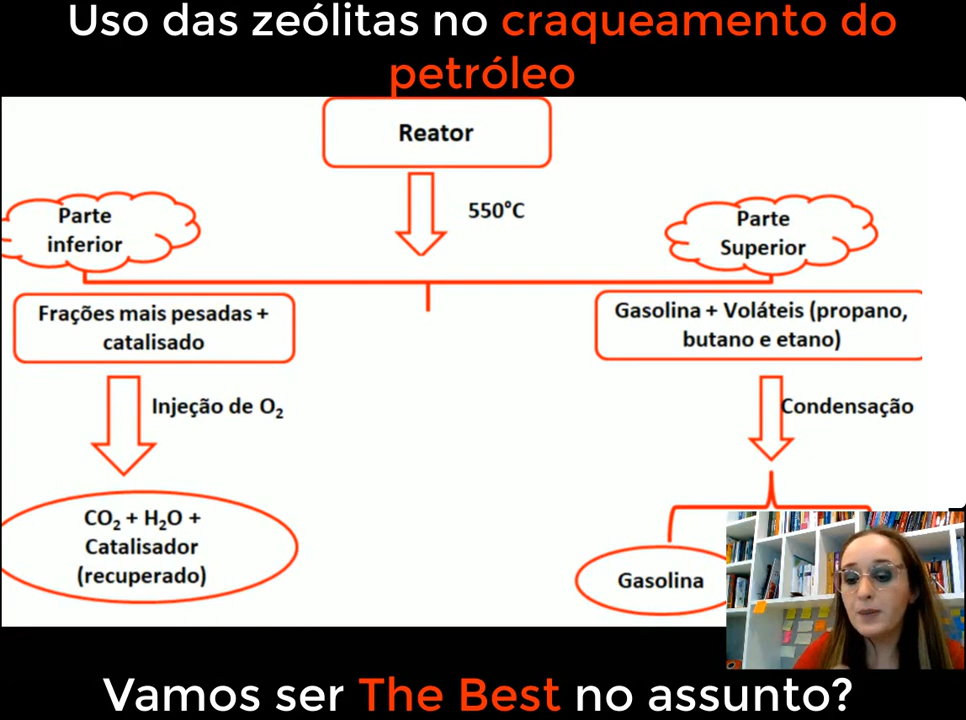 Uso das zeólitas no craqueamento do
petróleo
Reator
550°C
Parte
inferior
Parte
Superior
Frações mais pesadas +
catalisado
Gasolina + Voláteis (propano,
butano e etano)
Injeção de O₂
Condensação
CO₂ + H₂O +
Catalisador
(recuperado)
Gasolina
Vamos ser The Best no assunto?